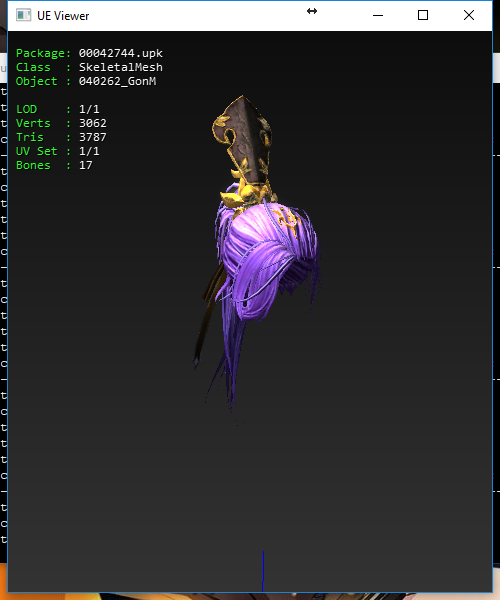 UE Viewer
Package: 00042744.upk
Class : SkeletalMesh
Object : 040262_GonM
LOD : 1/1
Verts : 3062
Tris : 3787
UV Set : 1/1
Bones : 17